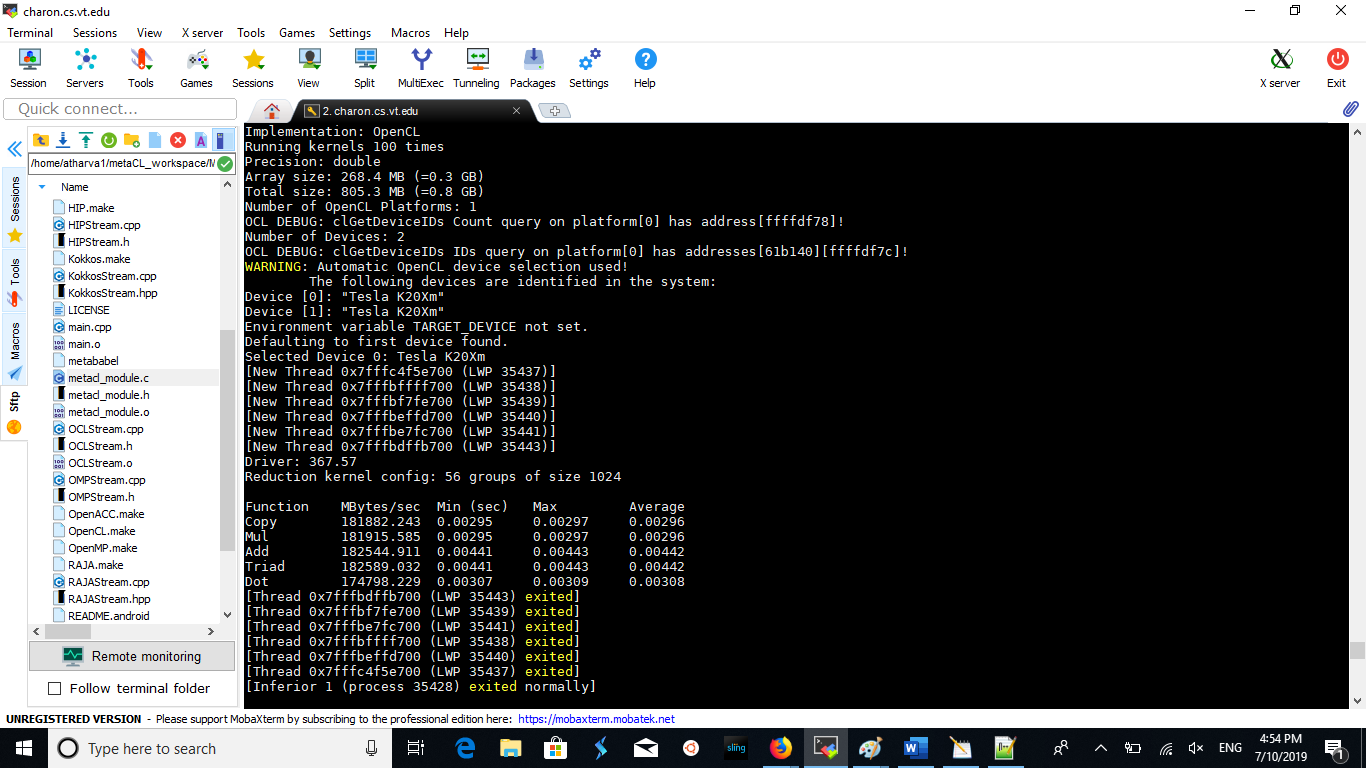 charon.cs.vt.edu
Terminal Sessions View X server Tools Games Settings Macros Help
Session Servers Tools Games Sessions View Split MultiExec Tunneling Packages Settings Help X server Exit
Quick connect...
2. charon.cs.vt.edu
/home/atharva1/metaCL_workspace/M
Sessions
Tools
Macros
Sftp
Name
HIP.make
HIPStream.cpp
HIPStream.h
Kokkos.make
KokkosStream.cpp
KokkosStream.hpp
LICENSE
main.cpp
main.o
metababel
metacl_module.c
metacl_module.h
metacl_module.o
OCLStream.cpp
OCLStream.h
OCLStream.o
OMPStream.cpp
OMPStream.h
OpenACC.make
OpenCL.make
OpenMP.make
RAJA.make
RAJAStream.cpp
RAJAStream.hpp
README.android
Remote monitoring
Follow terminal folder
Implementation: OpenCL
Running kernels 100 times
Precision: double
Array size: 268.4 MB (=0.3 GB)
Total size: 805.3 MB (=0.8 GB)
Number of OpenCL Platforms: 1
OCL DEBUG: clGetDeviceIDs Count query on platform[0] has address[ffffdf78]!
Number of Devices: 2
OCL DEBUG: clGetDeviceIDs IDs query on platform[0] has addresses[61b140][ffffdf7c]!
WARNING: Automatic OpenCL device selection used!
The following devices are identified in the system:
Device [0]: "Tesla K20Xm"
Device [1]: "Tesla K20Xm"
Environment variable TARGET_DEVICE not set.
Defaulting to first device found.
Selected Device 0: Tesla K20Xm
[New Thread 0x7fffc4f5e700 (LWP 35437)]
[New Thread 0x7fffbffff700 (LWP 35438)]
[New Thread 0x7fffbf7fe700 (LWP 35439)]
[New Thread 0x7fffbeffd700 (LWP 35440)]
[New Thread 0x7fffbe7fc700 (LWP 35441)]
[New Thread 0x7fffbdffb700 (LWP 35443)]
Driver: 367.57
Reduction kernel config: 56 groups of size 1024
Function MBytes/sec Min (sec) Max Average
Copy 181882.243 0.00295 0.00297 0.00296
Mul 181915.585 0.00295 0.00297 0.00296
Add 182544.911 0.00441 0.00443 0.00442
Triad 182589.032 0.00441 0.00443 0.00442
Dot 174798.229 0.00307 0.00309 0.00308
[Thread 0x7fffbdffb700 (LWP 35443) exited]
[Thread 0x7fffbf7fe700 (LWP 35439) exited]
[Thread 0x7fffbe7fc700 (LWP 35441) exited]
[Thread 0x7fffbffff700 (LWP 35438) exited]
[Thread 0x7fffbeffd700 (LWP 35440) exited]
[Thread 0x7fffc4f5e700 (LWP 35437) exited]
[Inferior 1 (process 35428) exited normally]
UNREGISTERED VERSION - Please support MobaXterm by subscribing to the professional edition here: https://mobaxterm.mobatek.net
Type here to search
sling
ENG
4:54 PM
7/10/2019
1